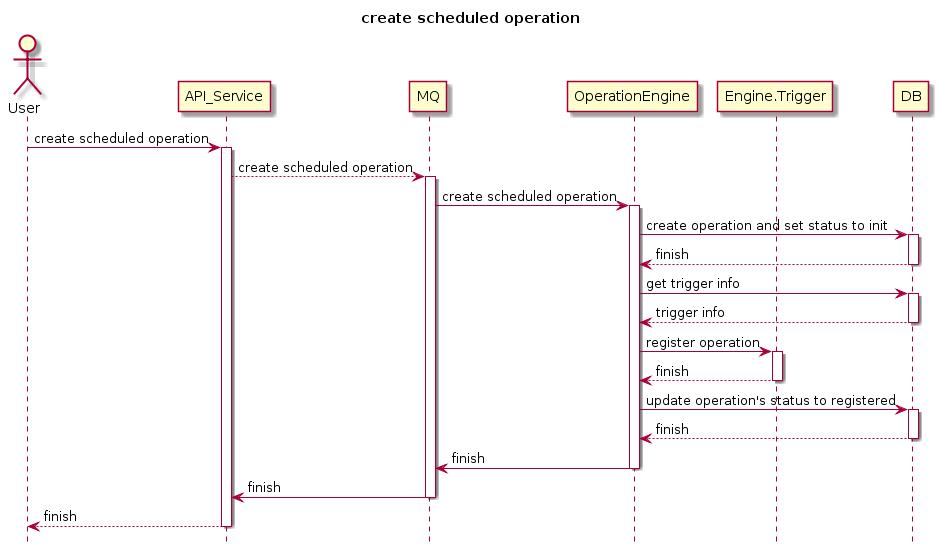 create scheduled operation
User
API_Service
MQ
OperationEngine
Engine.Trigger
DB
create scheduled operation
create scheduled operation
create scheduled operation
create operation and set status to init
finish
get trigger info
trigger info
register operation
finish
update operation's status to registered
finish
finish
finish
finish